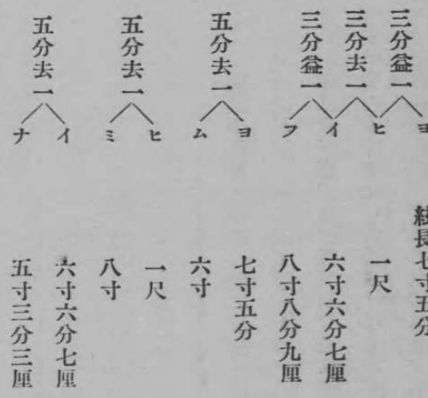 三分益一
三分去一
三分益一
五分去一
五分去一
五分去一
ヨ
ヒ
イ
フ
ヨ
ム
ヒ
ミ
イ
ナ
絃長七寸五分
一尺
六寸六分七厘
八寸八分九厘
七寸五分
六寸
一尺
八寸
六寸六分七厘
五寸三分三厘